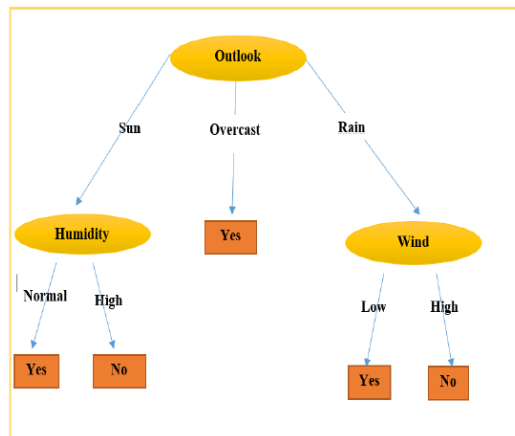 Outlook
Sun
Overcast
Rain
Humidity
Yes
Wind
Normal
High
Low
High
Yes
No
Yes
No